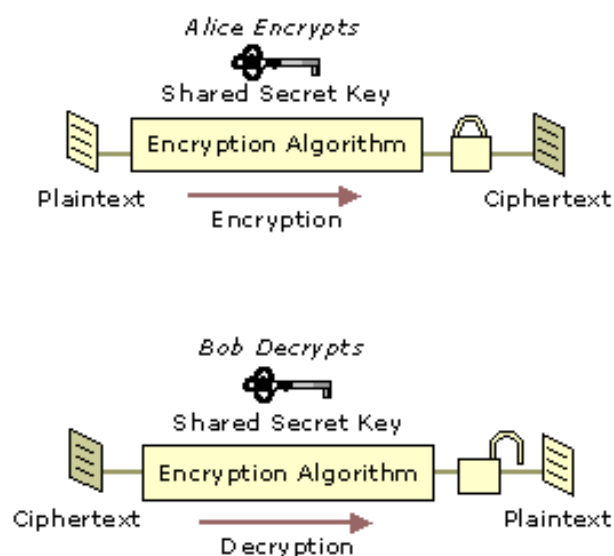 Alice Encrypts
Shared Secret Key
Encryption Algorithm
Plaintext
Ciphertext
Encryption
Bob Decrypts
Shared Secret Key
Encryption Algorithm
Ciphertext
Plaintext
Decryption